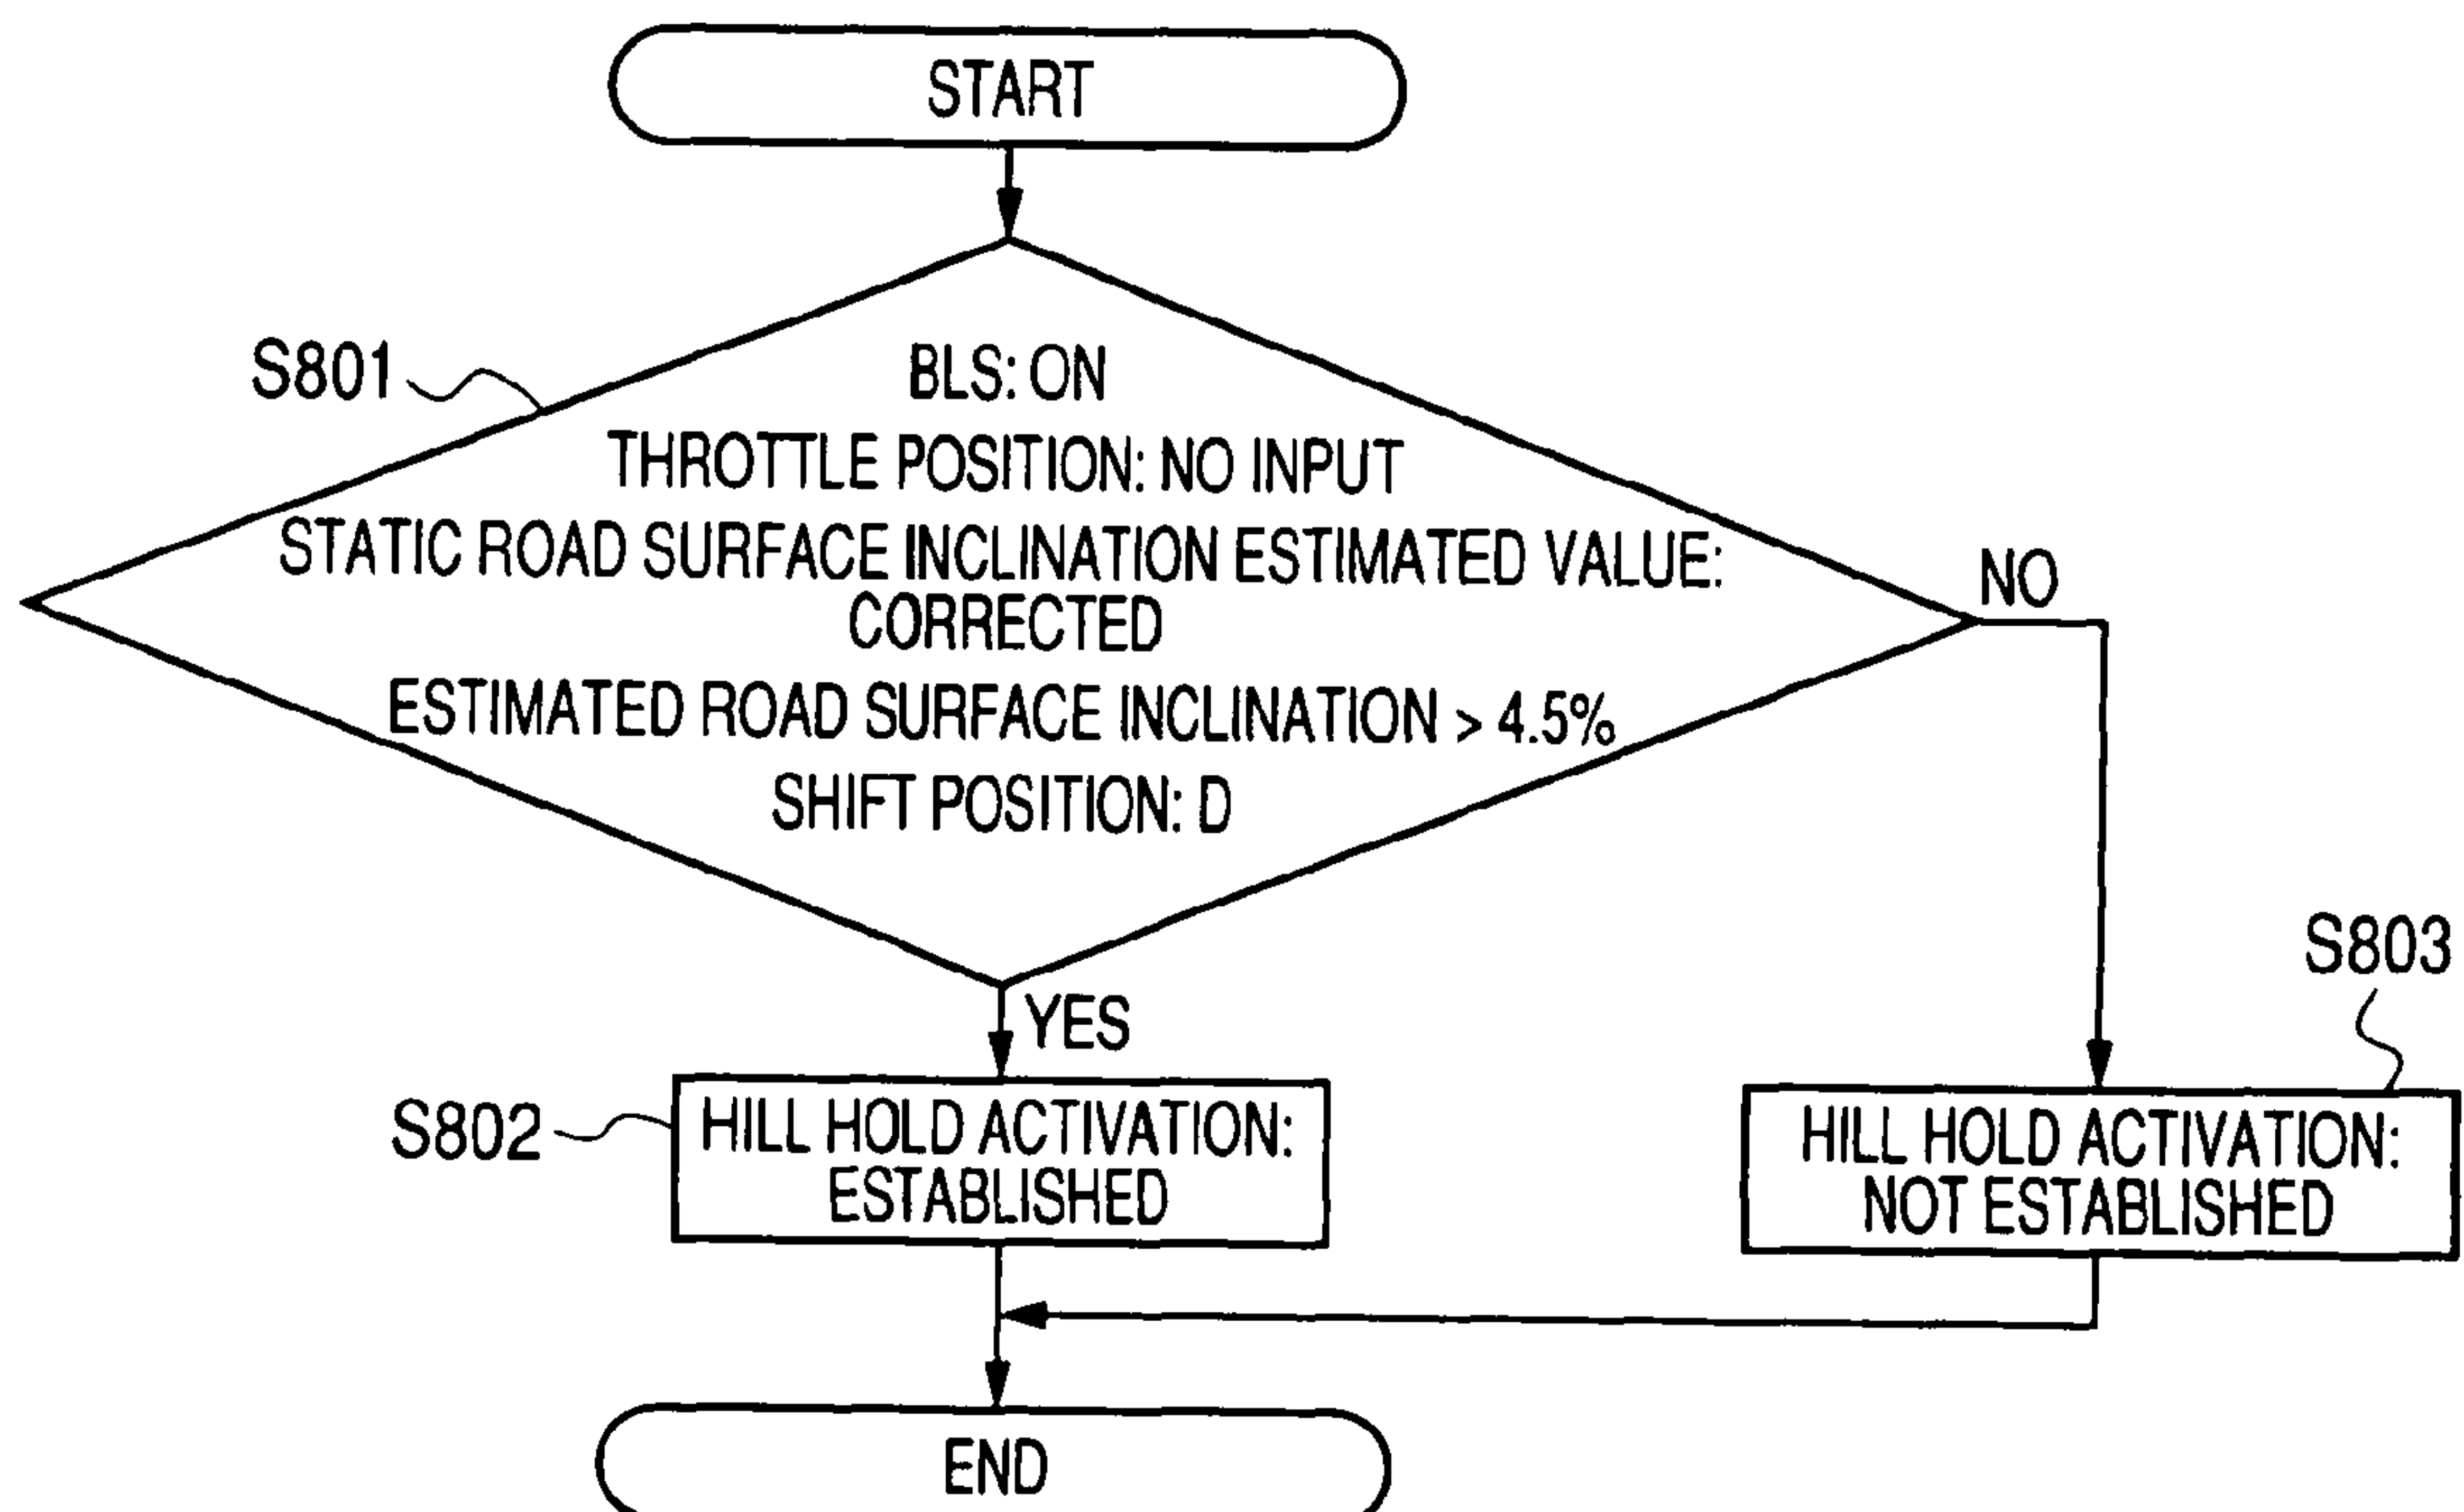 START
S801
BLS: ON
THROTTLE POSITION: NO INPUT
STATIC ROAD SURFACE INCLINATION ESTIMATED VALUE:
CORRECTED
ESTIMATED ROAD SURFACE INCLINATION > 4.5%
SHIFT POSITION: D
NO
YES
S802
HILL HOLD ACTIVATION:
ESTABLISHED
S803
HILL HOLD ACTIVATION:
NOT ESTABLISHED
END